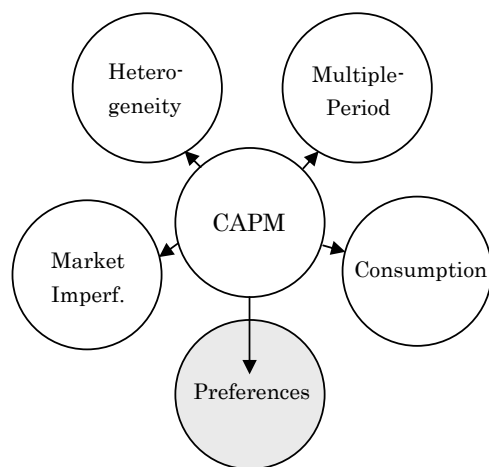 Hetero-
geneity
Multiple-
Period
CAPM
Market
Imperf.
Consumption
Preferences